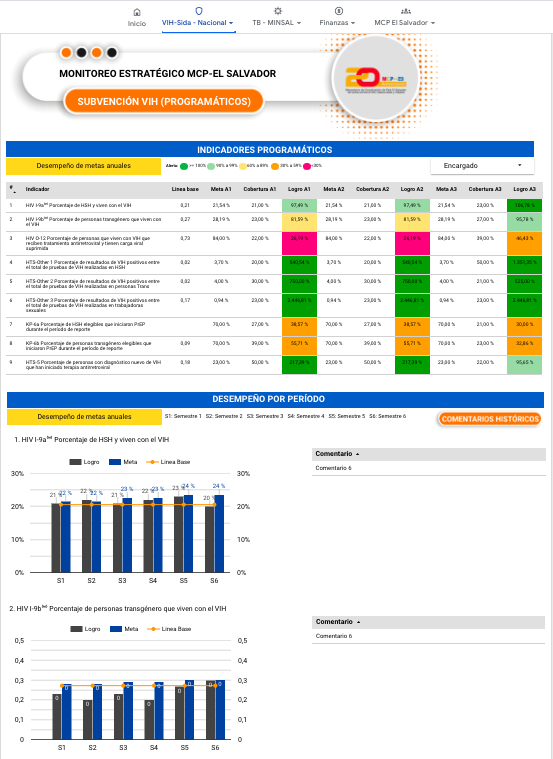 Inicio
VIH-Sida - Nacional
TB - MINSAL
Finanzas
MCP El Salvador
MONITOREO ESTRATÉGICO MCP-EL SALVADOR
SUBVENCIÓN VIH (PROGRAMÁTICOS)
MCP-ES
INDICADORES PROGRAMÁTICOS
Desempeño de metas anuales
Alerta: >= 100% 90% a 99% 60% a 89% 30% a 59% <30%
Encargado
# Indicador Linea base Meta A1 Cobertura A1 Logro A1 Meta A2 Cobertura A2 Logro A2 Meta A3 Cobertura A3 Logro A3
1 HIV I-9a Porcentaje de HSH y viven con el VIH 0,21 21,54 % 21,00 % 97,49 % 21,54 % 21,00 % 97,49 % 21,54 % 23,00 %
2 HIV I-9b Porcentaje de personas transgénero que viven con
el VIH 0,27 28,19 % 23,00 % 81,59 % 28,19 % 23,00 % 81,59 % 28,19 % 27,00 % 95,78 %
3 HIV O-12 Porcentaje de personas que viven con VIH que
reciben tratamiento antirretroviral y tienen carga viral
suprimida 0,73 84,00 % 22,00 % 26,19 % 84,00 % 22,00 % 26,19 % 84,00 % 39,00 % 46,43 %
4 HTS-Other 1 Porcentaje de resultados de VIH positivos entre
el total de pruebas de VIH realizadas en HSH 0,02 3,70 % 20,00 % 540,54 % 3,70 % 20,00 % 540,54 % 3,70 % 50,00 % 1.351,35 %
5 HTS-Other 2 Porcentaje de resultados de VIH positivos entre
el total de pruebas de VIH realizadas en personas Trans 0,02 4,00 % 30,00 % 750,00 % 4,00 % 30,00 % 750,00 % 4,00 % 21,00 % 525,00 %
6 HTS-Other 3 Porcentaje de resultados de VIH positivos entre
el total de pruebas de VIH realizadas en trabajadoras
sexuales 0,17 0,94 % 23,00 % 2.446,81 % 0,94 % 23,00 % 2.446,81 % 0,94 % 23,00 % 2.446,81 %
7 KP-6a Porcentaje de HSH elegibles que iniciaron PrEP
durante el período de reporte 70,00 % 27,00 % 38,57 % 70,00 % 27,00 % 38,57 % 70,00 % 21,00 % 30,00 %
8 KP-6b Porcentaje de personas transgénero elegibles que
iniciaron PrEP durante el período de reporte 0,09 70,00 % 39,00 % 55,71 % 70,00 % 39,00 % 55,71 % 70,00 % 23,00 % 32,86 %
9 HTS-5 Porcentaje de personas con diagnóstico nuevo de VIH
que han iniciado terapia antirretroviral 0,18 23,00 % 50,00 % 217,39 % 23,00 % 50,00 % 217,39 % 23,00 % 22,00 % 95,65 %
DESEMPEÑO POR PERÍODO
Desempeño de metas anuales
S1: Semestre 1 S2: Semestre 2 S3: Semestre 3 S4: Semestre 4 S5: Semestre 5 S6: Semestre 6
COMENTARIOS HISTÓRICOS
1. HIV I-9a Porcentaje de HSH y viven con el VIH
Logro Meta Linea Base
Comentario
Comentario 6
30% 30%
20% 20%
10% 10%
0% 0%
21 % 22 % 22 % 22 % 21 % 23 % 22 % 23 % 23 % 24 % 20 % 24 %
S1 S2 S3 S4 S5 S6
2. HIV I-9b Porcentaje de personas transgénero que viven con el VIH
Logro Meta Linea Base
Comentario
Comentario 6
0,5 0,5
0,4 0,4
0,3 0,3
0,2 0,2
0,1 0,1
0 0
0 0 0 0 0 0 0 0 0 0 0 0
S1 S2 S3 S4 S5 S6